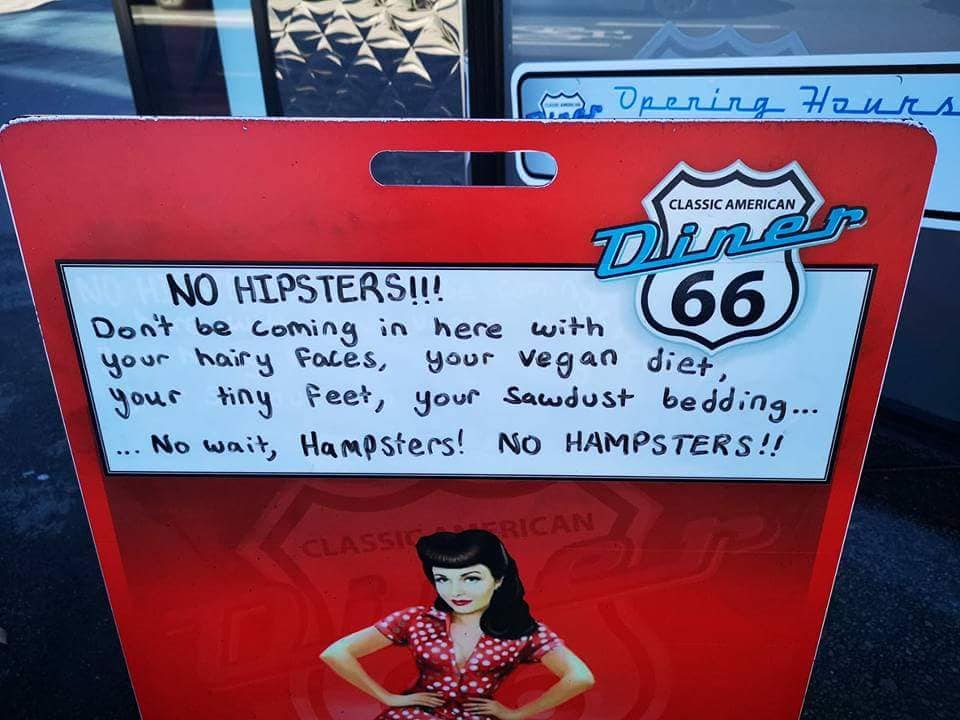 Opening Hours
CLASSIC AMERICAN
Diner
66
NO HIPSTERS!!!
Don't be coming in here with
your hairy faces, your vegan diet,
your tiny feet, your sawdust bedding...
... No wait, Hampsters! NO HAMPSTERS!!
CLASSIC AMERICAN
Diner